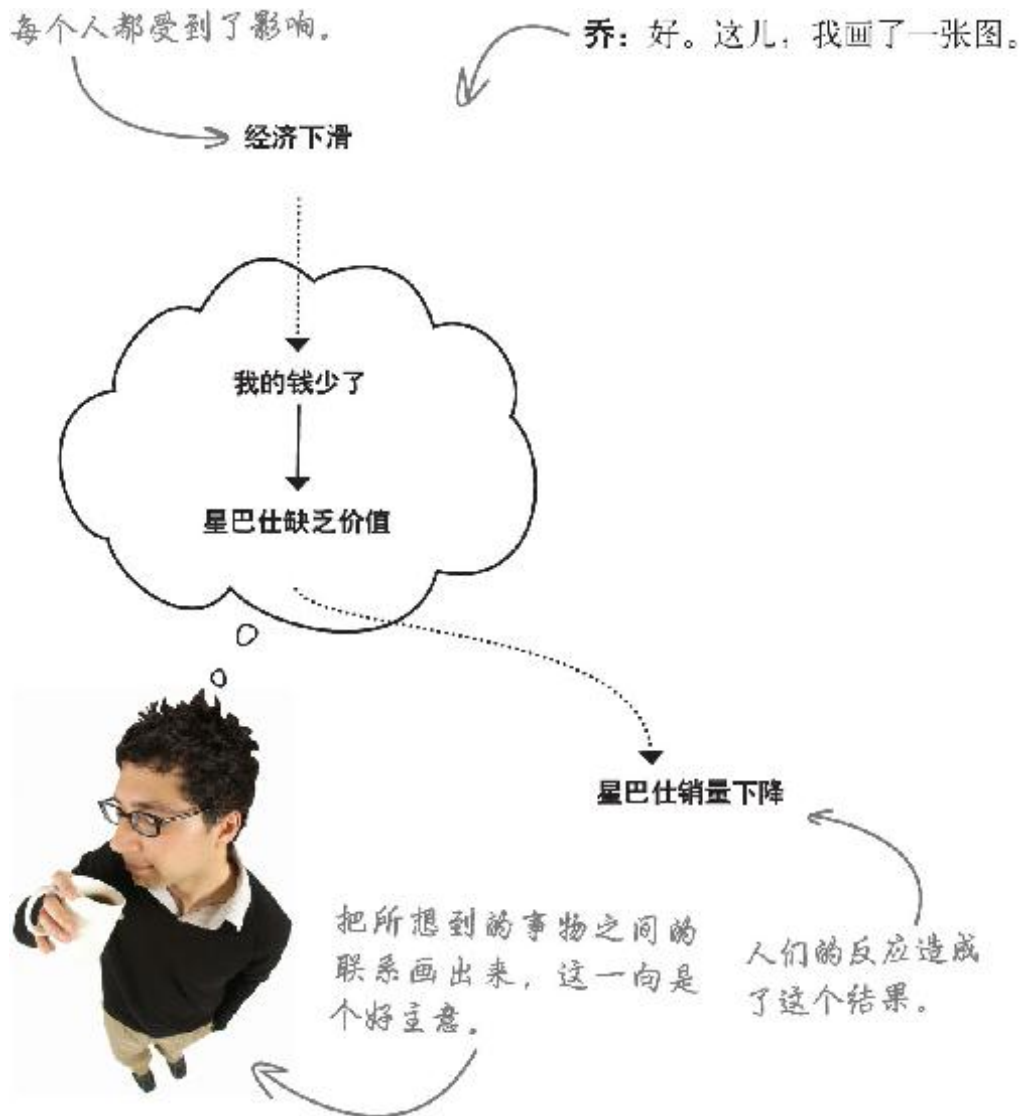 每个人都受到了影响。
乔：好。这儿，我画了一张图。
经济下滑
我的钱少了
星巴仕缺乏价值
星巴仕销量下降
把所想到的事物之间的
联系画出来，这一向是
个好主意。
人们的反应造成
了这个结果。